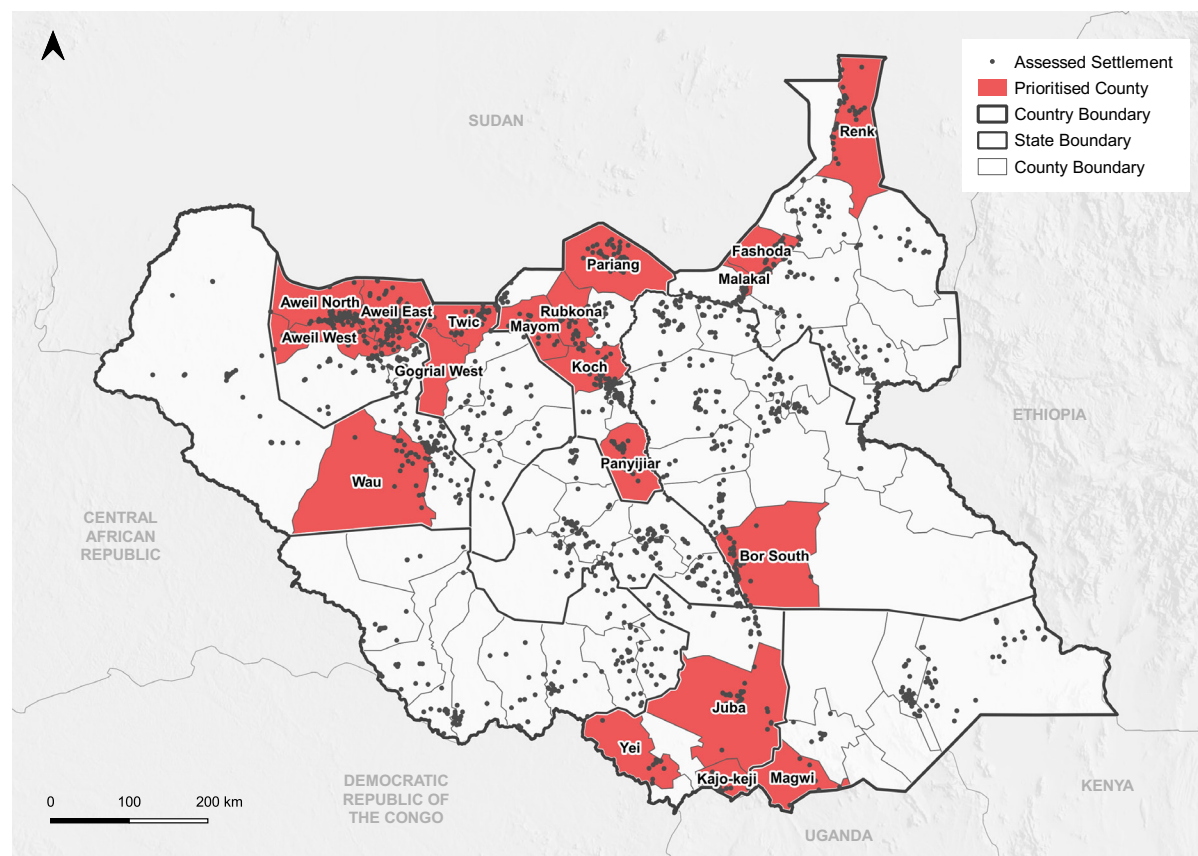 Assessed Settlement
Prioritised County
Country Boundary
State Boundary
County Boundary
SUDAN
Renk
Fashoda
Pariang
Malakal
Aweil North
Aweil East
Rubkona
Twic
Mayom
Aweil West
Koch
Gogrial West
ETHIOPIA
Panyijiar
Wau
CENTRAL
AFRICAN
REPUBLIC
Bor South
Juba
Yei
Kajo-keji
Magwi
DEMOCRATIC
REPUBLIC OF
THE CONGO
KENYA
UGANDA
0 100 200 km